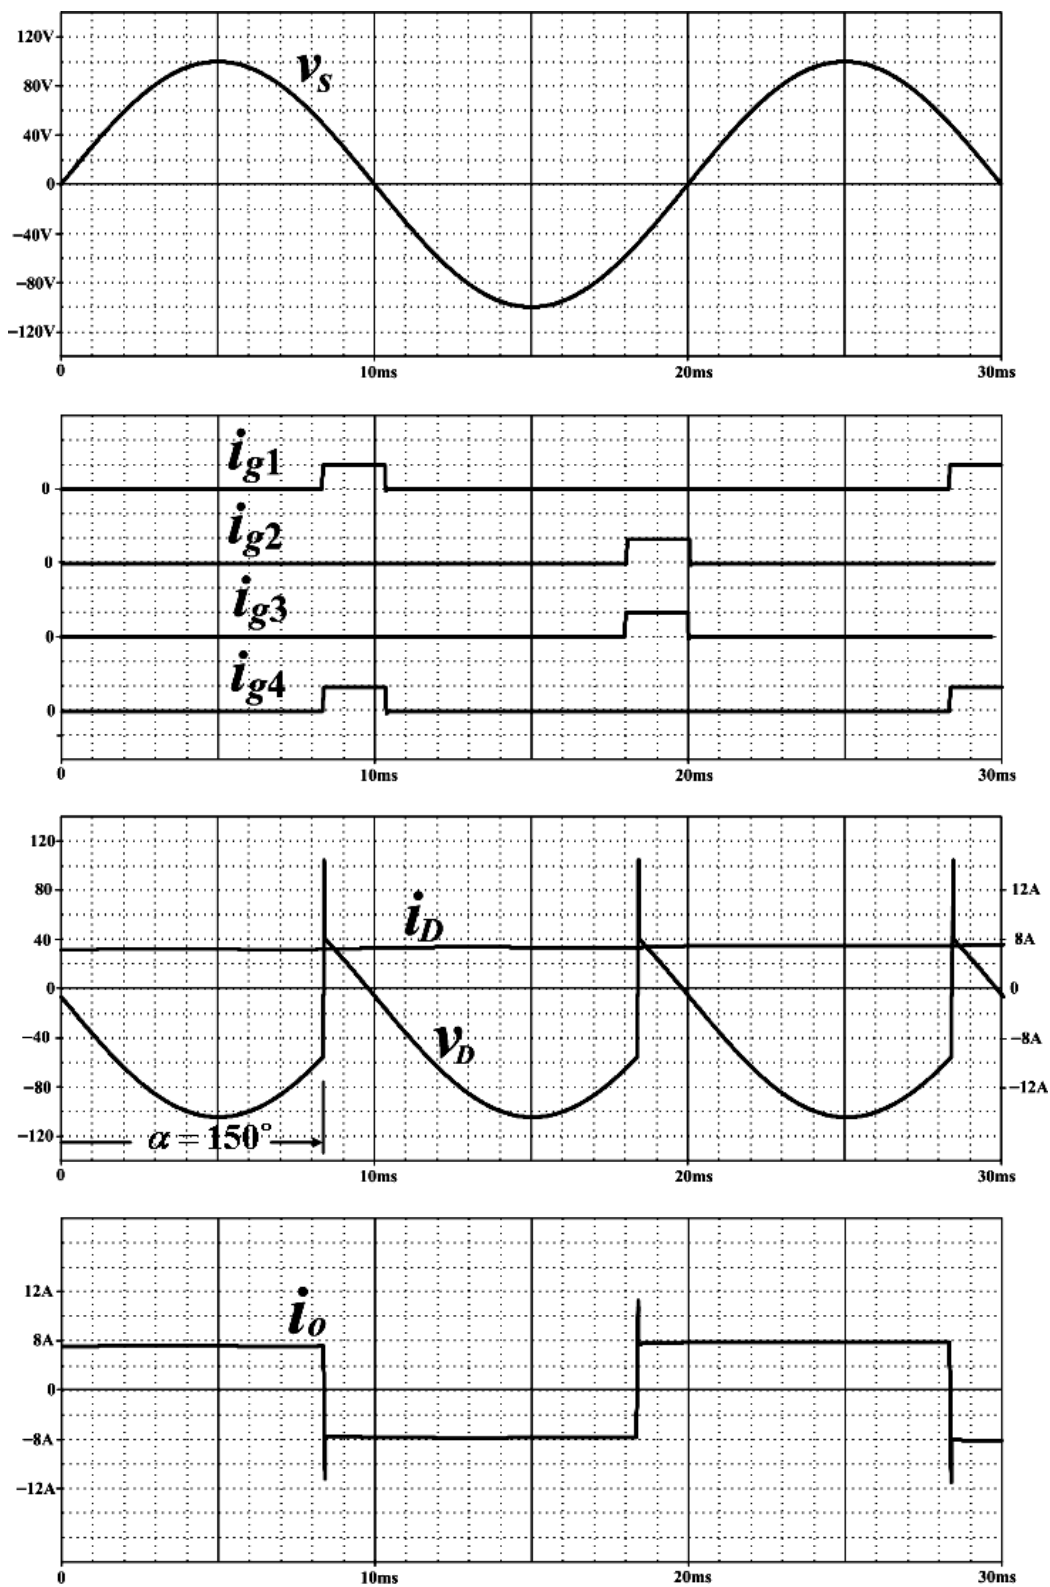 120V
80V
v_S
40V
0
−40V
−80V
−120V
0 10ms 20ms 30ms
i_g1
0
i_g2
0
i_g3
0
i_g4
0
0 10ms 20ms 30ms
120
80 12A
i_D
40 8A
0 0
−40 v_D −8A
−80 −12A
−120 α = 150°
0 10ms 20ms 30ms
12A
i_o
8A
0
−8A
−12A
0 10ms 20ms 30ms